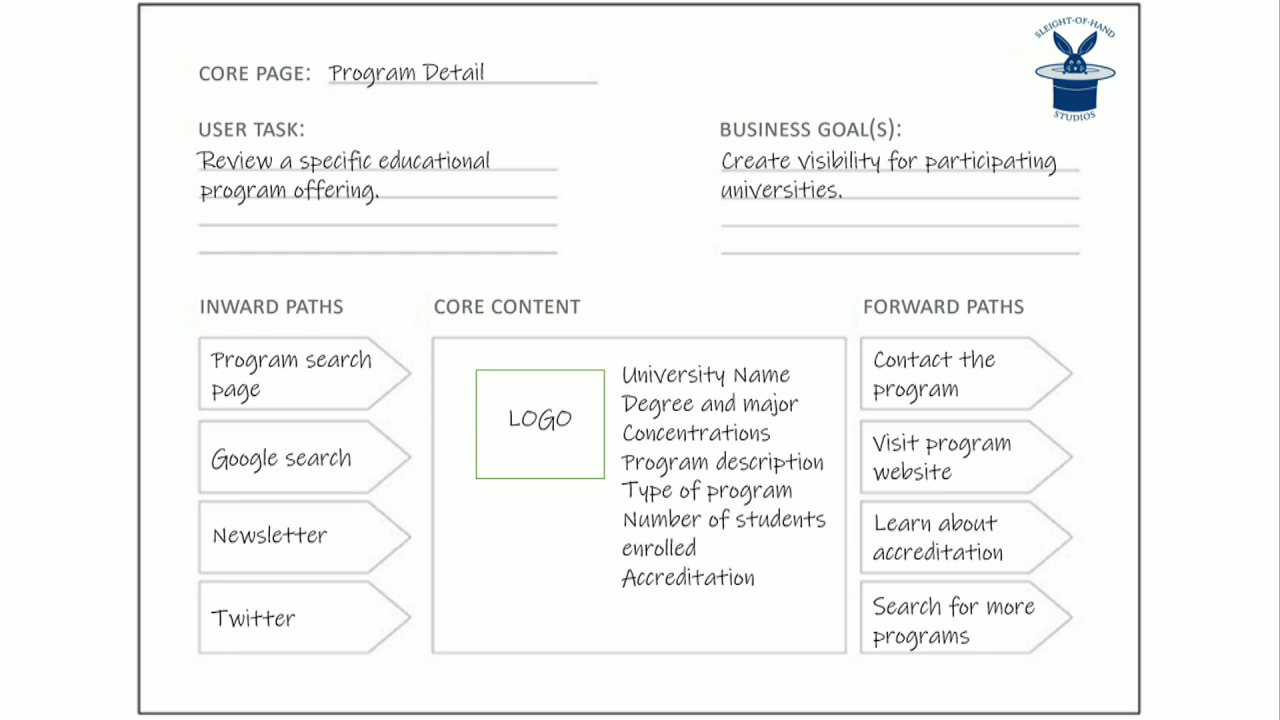 SLEIGHT-OF-HAND
STUDIOS
CORE PAGE: Program Detail
USER TASK:
Review a specific educational
program offering.
BUSINESS GOAL(S):
Create visibility for participating
universities.
INWARD PATHS
Program search
page
Google search
Newsletter
Twitter
CORE CONTENT
LOGO
University Name
Degree and major
Concentrations
Program description
Type of program
Number of students
enrolled
Accreditation
FORWARD PATHS
Contact the
program
Visit program
website
Learn about
accreditation
Search for more
programs